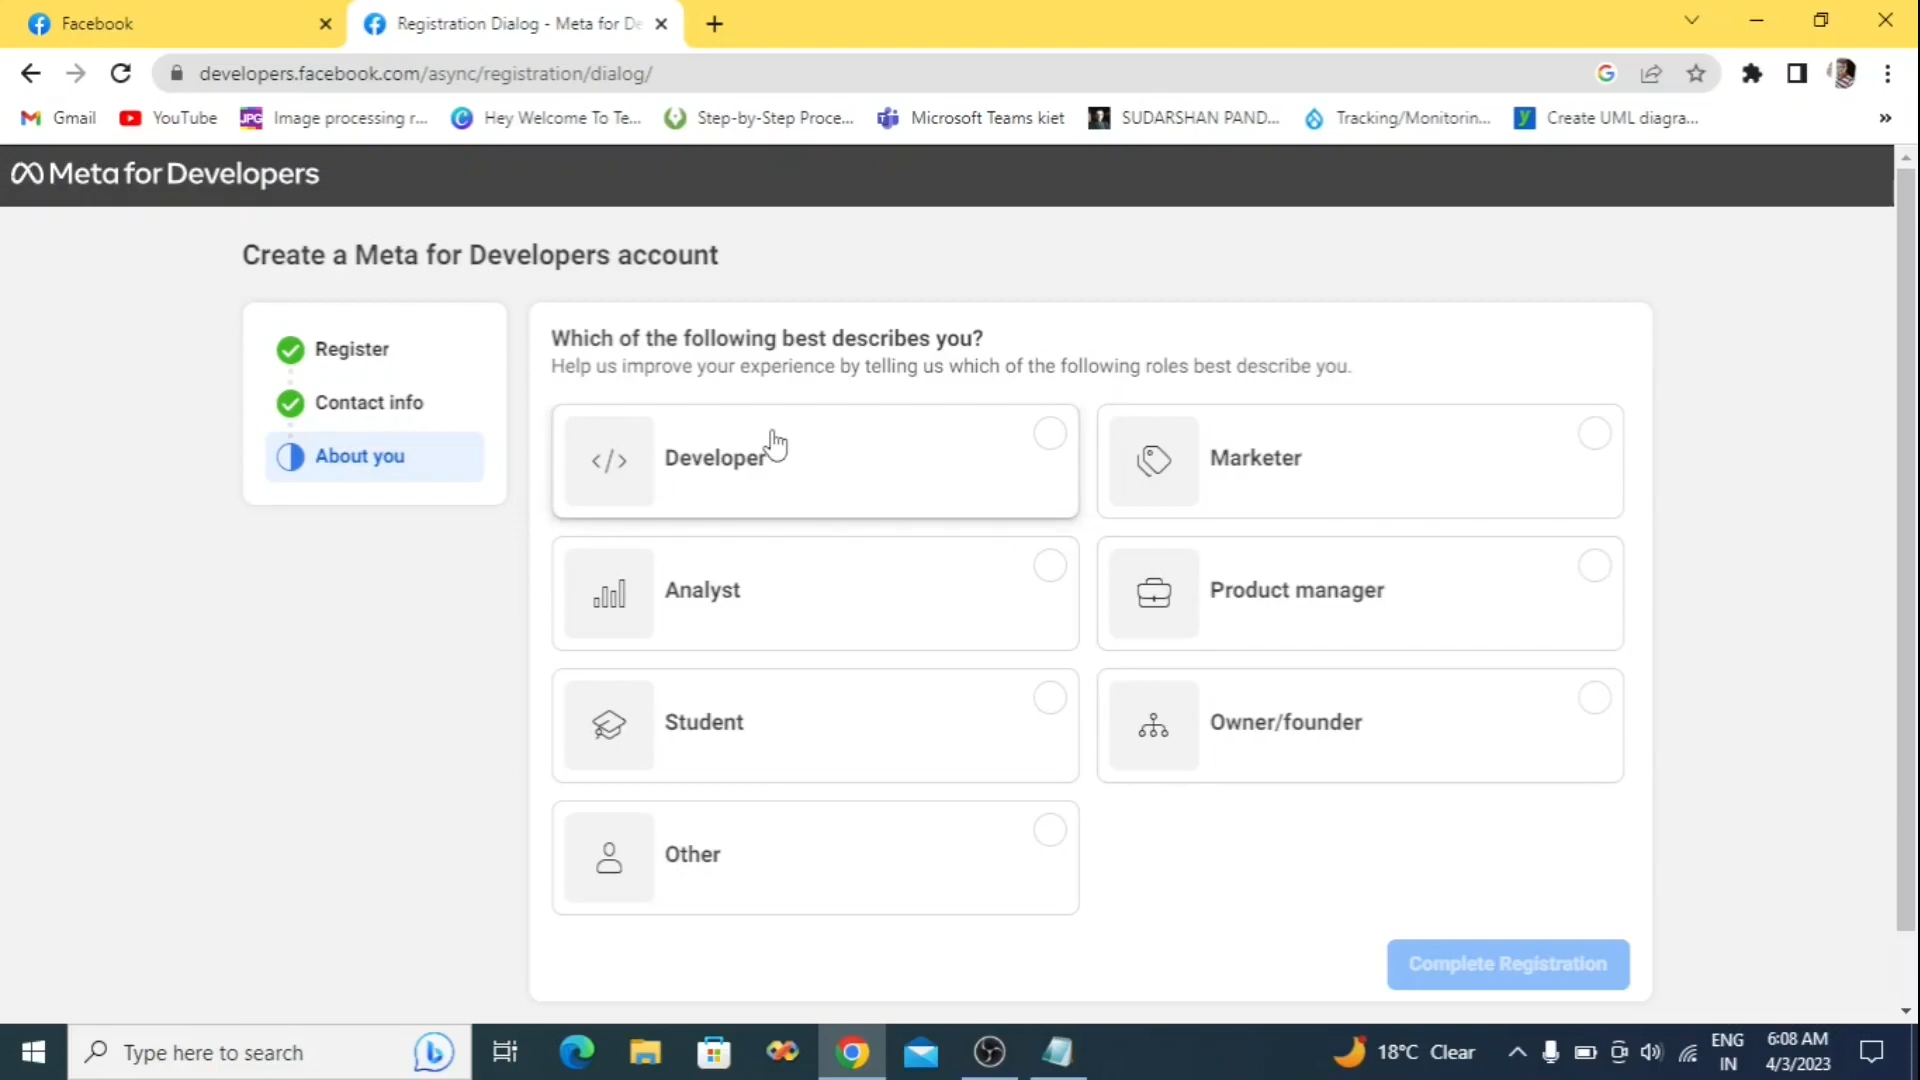 Facebook
Registration Dialog - Meta for De
developers.facebook.com/async/registration/dialog/
Gmail
YouTube
JPG
Image processing r...
Hey Welcome To Te...
Step-by-Step Proce...
Microsoft Teams kiet
SUDARSHAN PAND...
Tracking/Monitorin...
Create UML diagra...
»
Meta for Developers
Create a Meta for Developers account
Register
Contact info
About you
Which of the following best describes you?
Help us improve your experience by telling us which of the following roles best describe you.
</> Developer
Marketer
Analyst
Product manager
Student
Owner/founder
Other
Complete Registration
Type here to search
18°C Clear
ENG
IN
6:08 AM
4/3/2023